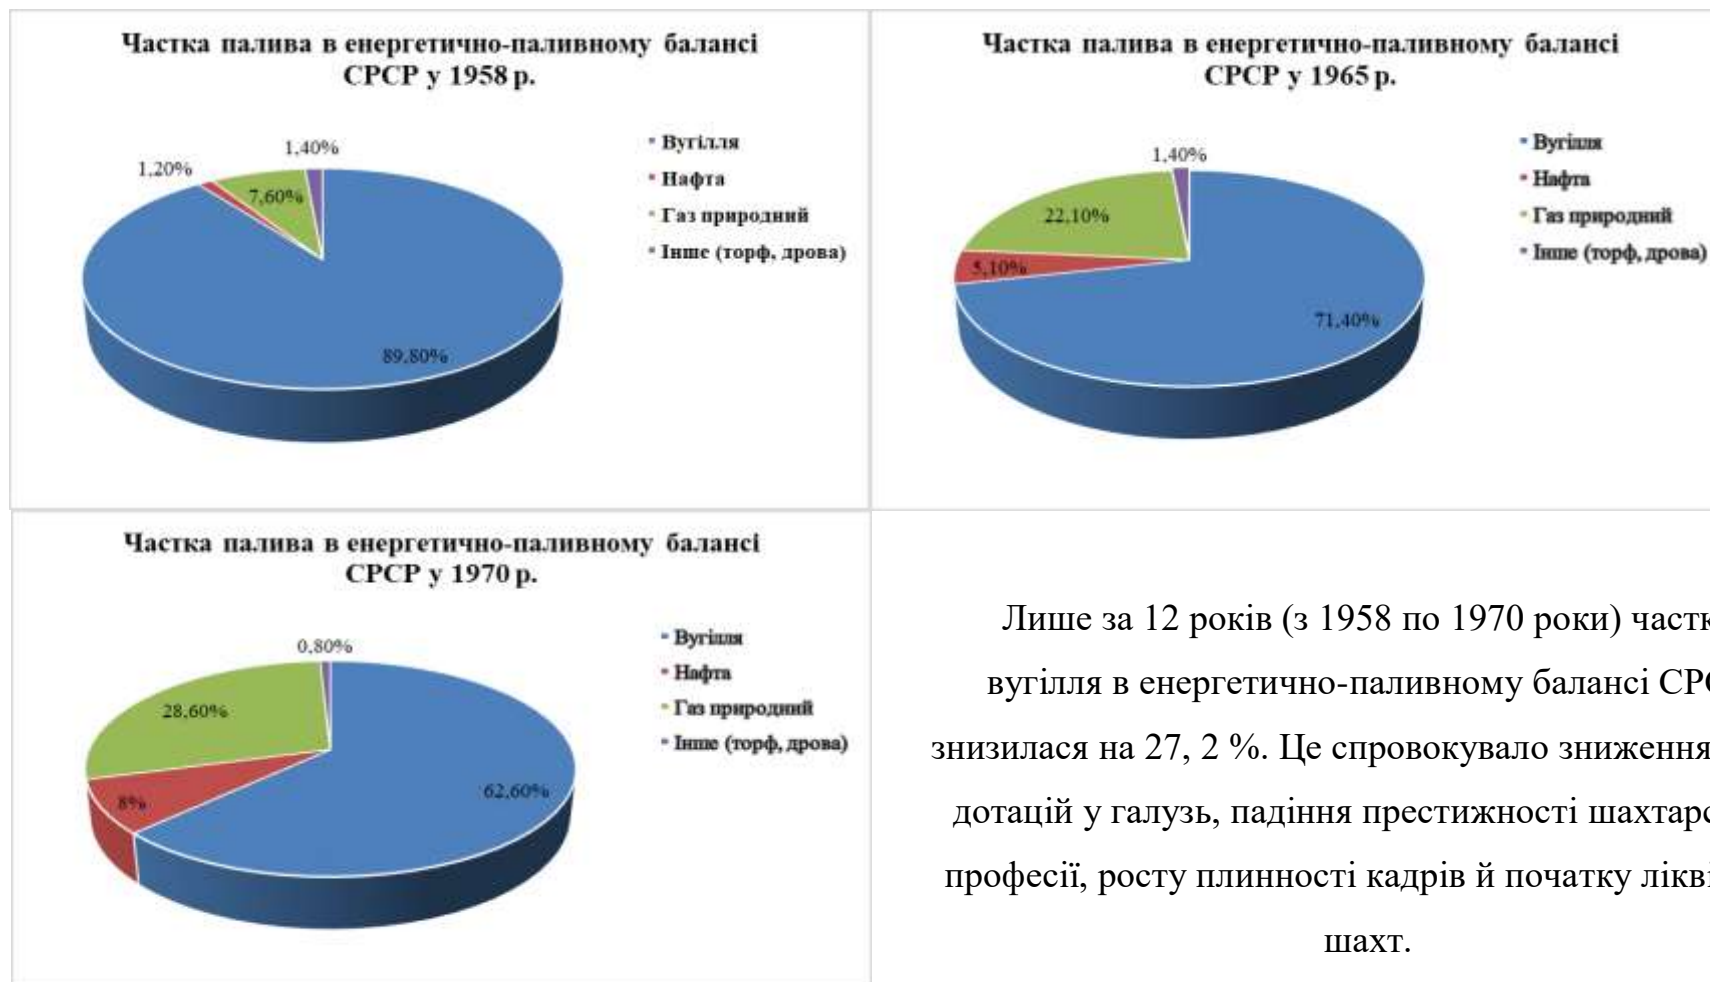 Частка палива в енергетично-паливному балансі
СРСР у 1958 р.
1,20%
1,40%
7,60%
89,80%
Вугілля
Нафта
Газ природний
Інше (торф, дрова)
Частка палива в енергетично-паливному балансі
СРСР у 1965 р.
1,40%
22,10%
5,10%
71,40%
Вугілля
Нафта
Газ природний
Інше (торф, дрова)
Частка палива в енергетично-паливному балансі
СРСР у 1970 р.
0,80%
28,60%
8%
62,60%
Вугілля
Нафта
Газ природний
Інше (торф, дрова)
Лише за 12 років (з 1958 по 1970 роки)
вугілля в енергетично-паливному балансі
знизилася на 27, 2 %. Це спровокувало зниження
дотацій у галузь, падіння престижності
професії, росту плинності кадрів й початку
шахт.